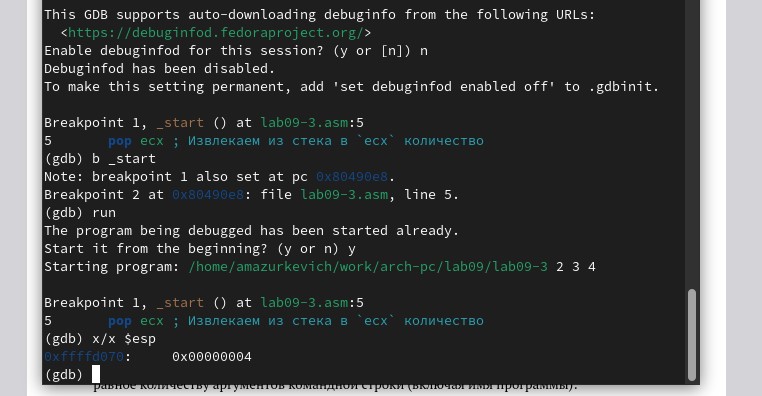 This GDB supports auto-downloading debuginfo from the following URLs:
<https://debuginfod.fedoraproject.org/>
Enable debuginfod for this session? (y or [n]) n
Debuginfod has been disabled.
To make this setting permanent, add 'set debuginfod enabled off' to .gdbinit.
Breakpoint 1, _start () at lab09-3.asm:5
5 pop ecx ; Извлекаем из стека в `ecx` количество
(gdb) b _start
Note: breakpoint 1 also set at pc 0x80490e8.
Breakpoint 2 at 0x80490e8: file lab09-3.asm, line 5.
(gdb) run
The program being debugged has been started already.
Start it from the beginning? (y or n) y
Starting program: /home/amazurkevich/work/arch-pc/lab09/lab09-3 2 3 4
Breakpoint 1, _start () at lab09-3.asm:5
5 pop ecx ; Извлекаем из стека в `ecx` количество
(gdb) x/x $esp
0xffffd070: 0x00000004
(gdb)
равное количеству аргументов командной строки (включая имя программы):